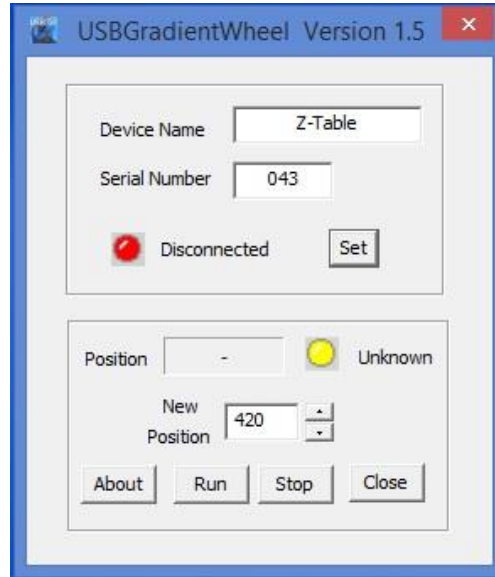 USBGradientWheel Version 1.5
Device Name Z-Table
Serial Number 043
Disconnected Set
Position - Unknown
New
Position 420
About Run Stop Close